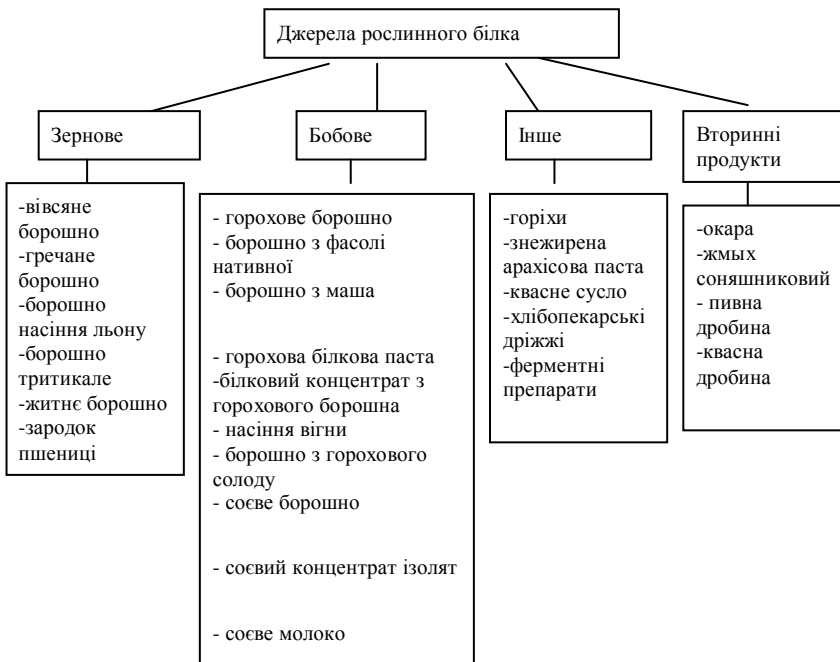 Джерела рослинного білка
Зернове
-вівсяне
борошно
-гречане
борошно
-борошно
насіння льону
-борошно
тритикале
-житнє борошно
-зародок
пшениці
Бобове
- горохове борошно
- борошно з фасолі
нативної
- борошно з маша
- горохова білкова паста
-білковий концентрат з
горохового борошна
- насіння вігни
- борошно з горохового
солоду
- соєве борошно
- соєвий концентрат ізолят
- соєве молоко
Інше
-горіхи
-знежирена
арахісова паста
-квасне сусло
-хлібопекарські
дріжжі
-ферментні
препарати
Вторинні
продукти
-окара
-жмых
соняшниковий
- пивна
дробина
-квасна
дробина